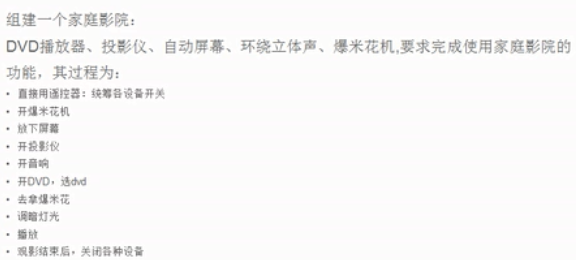 组建一个家庭影院：
DVD播放器、投影仪、自动屏幕、环绕立体声、爆米花机,要求完成使用家庭影院的
功能，其过程为：
• 直接用遥控器：统筹各设备开关
• 开爆米花机
• 放下屏幕
• 开投影仪
• 开音响
• 开DVD，选dvd
• 去拿爆米花
• 调暗灯光
• 播放
• 观影结束后，关闭各种设备